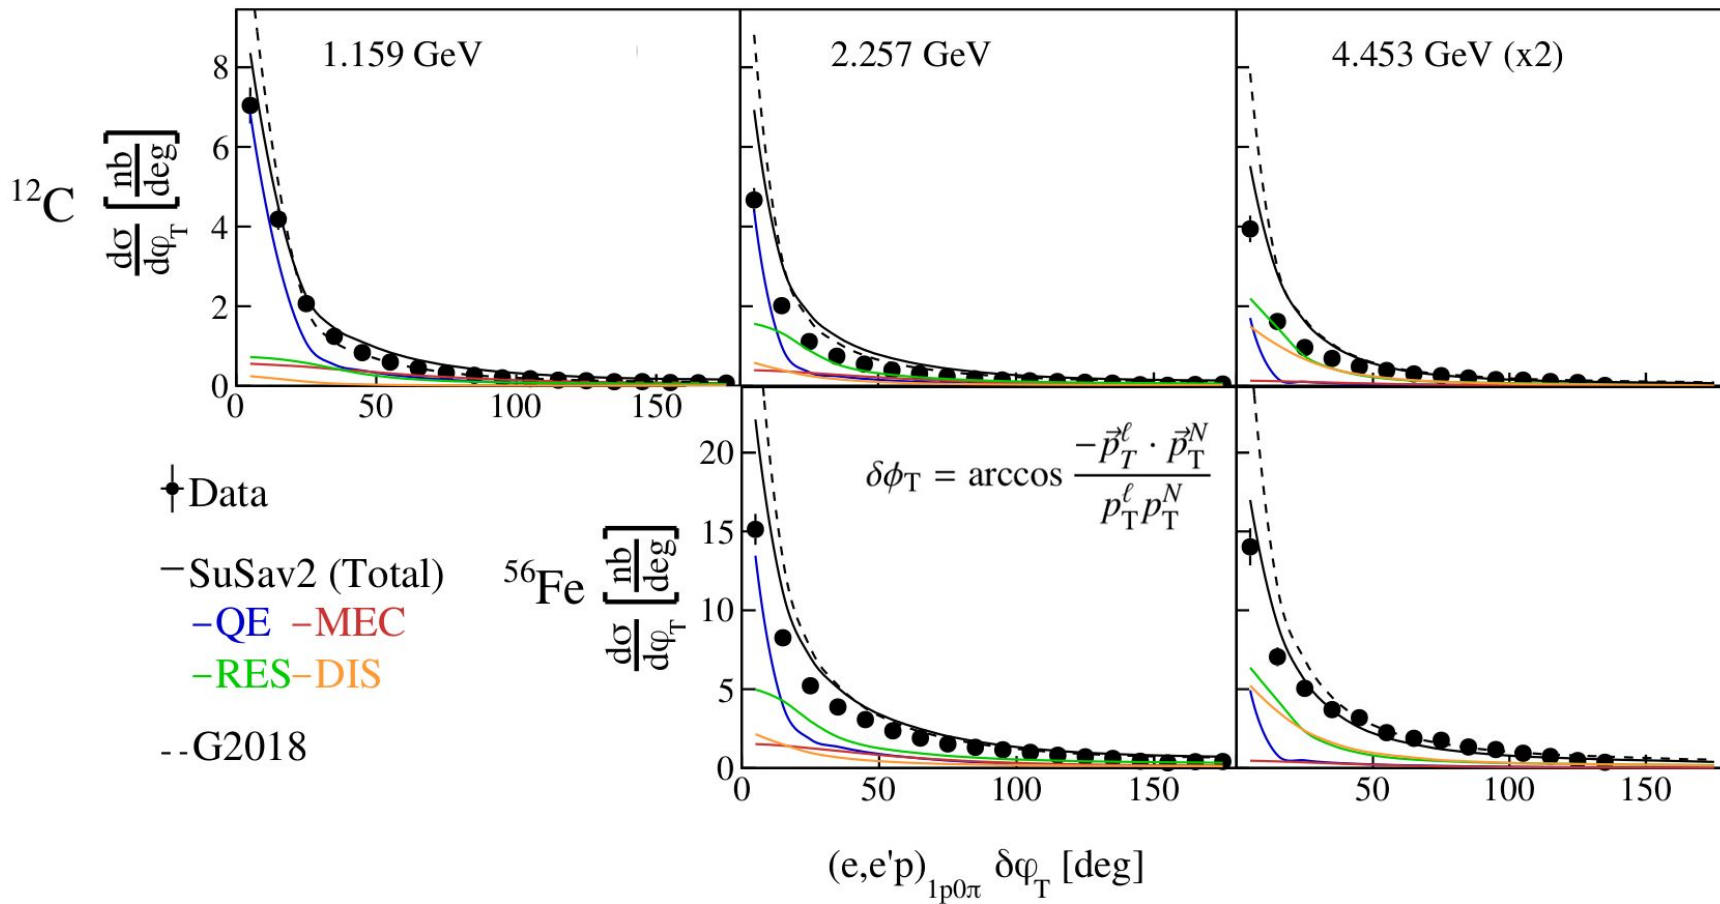 1.159 GeV
2.257 GeV
4.453 GeV (x2)
8
6
4
2
0
¹²C
dσ/dφ_T [nb/deg]
0 50 100 150
20
15
10
5
0
δϕ_T = arccos (−p⃗_T^ℓ · p⃗_T^N)/(p_T^ℓ p_T^N)
Data
SuSav2 (Total)
QE MEC
RES DIS
G2018
⁵⁶Fe
dσ/dφ_T [nb/deg]
0 50 100 150
50 100 150
(e,e'p)_1p0π δφ_T [deg]